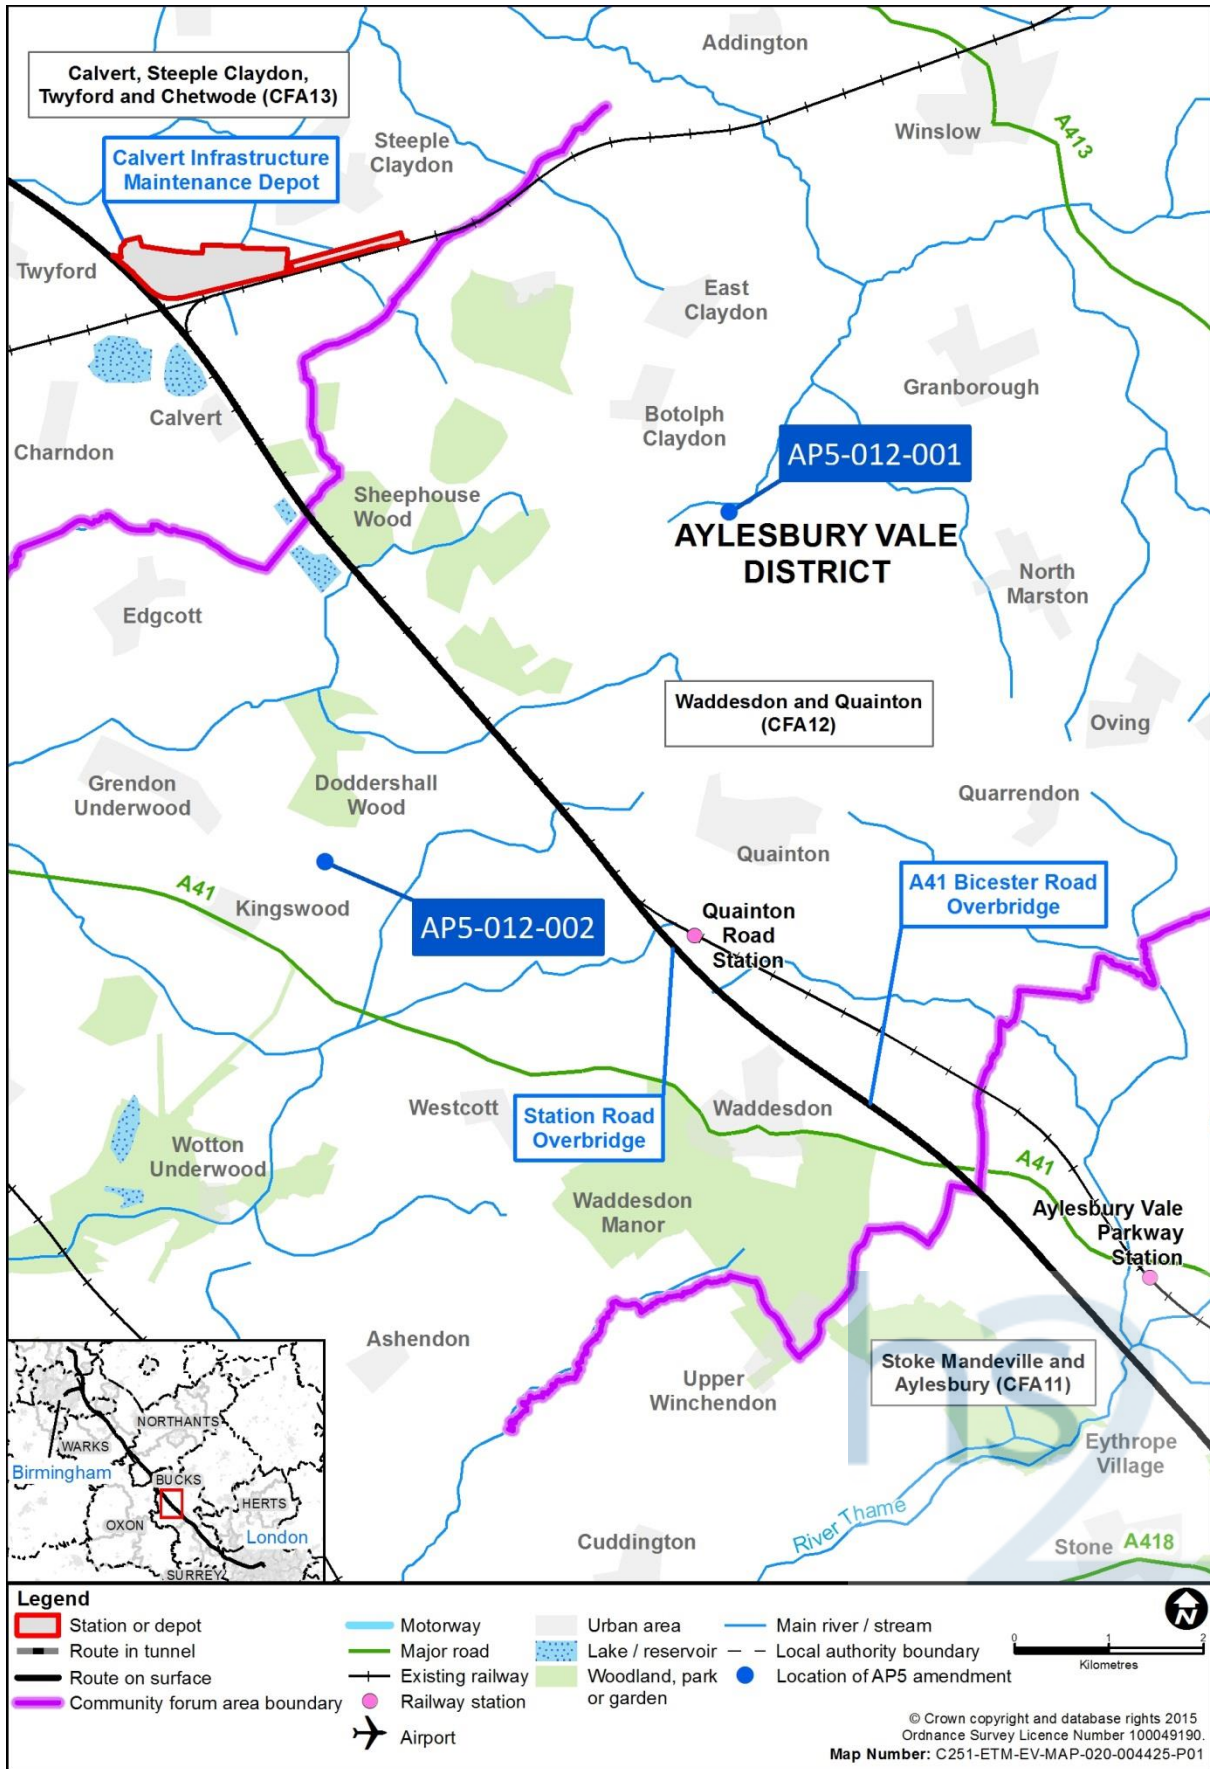 Addington
Calvert, Steeple Claydon,
Twyford and Chetwode (CFA13)
Winslow
A413
Steeple
Claydon
Calvert Infrastructure
Maintenance Depot
Twyford
East
Claydon
Granborough
Calvert
Botolph
Claydon
Charndon
AP5-012-001
Sheephouse
Wood
AYLESBURY VALE
DISTRICT
North
Marston
Edgcott
Waddesdon and Quainton
(CFA12)
Oving
Grendon
Underwood
Doddershall
Wood
Quarrendon
Quainton
A41
Kingswood
A41 Bicester Road
Overbridge
AP5-012-002
Quainton
Road
Station
Westcott
Station Road
Overbridge
Waddesdon
Wotton
Underwood
A41
Waddesdon
Manor
Aylesbury Vale
Parkway
Station
Ashendon
Upper
Winchendon
Stoke Mandeville and
Aylesbury (CFA11)
hs2
Eythrope
Village
River Thame
Cuddington
Stone
A418
NORTHANTS
WARKS
Birmingham
BUCKS
HERTS
OXON
London
SURREY
Legend
Station or depot
Route in tunnel
Route on surface
Community forum area boundary
Motorway
Major road
Existing railway
Railway station
Airport
Urban area
Lake / reservoir
Woodland, park
or garden
Main river / stream
Local authority boundary
Location of AP5 amendment
N
0 1 2
Kilometres
© Crown copyright and database rights 2015
Ordnance Survey Licence Number 100049190.
Map Number: C251-ETM-EV-MAP-020-004425-P01